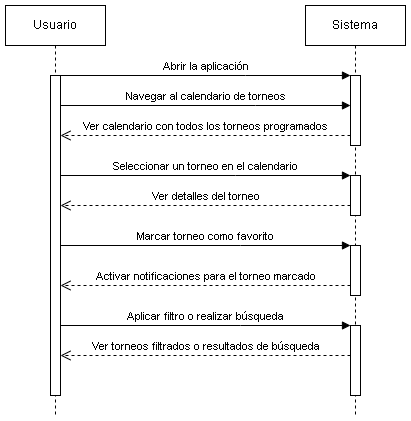 Usuario
Sistema
Abrir la aplicación
Navegar al calendario de torneos
Ver calendario con todos los torneos programados
Seleccionar un torneo en el calendario
Ver detalles del torneo
Marcar torneo como favorito
Activar notificaciones para el torneo marcado
Aplicar filtro o realizar búsqueda
Ver torneos filtrados o resultados de búsqueda